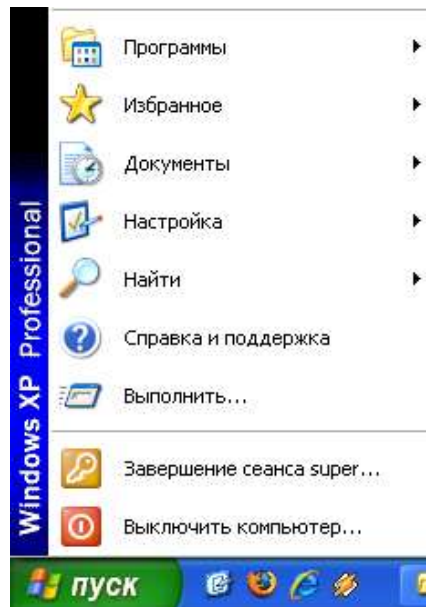 Программы
Избранное
Документы
Настройка
Найти
Справка и поддержка
Выполнить...
Завершение сеанса super...
Выключить компьютер...
Windows XP Professional
пуск